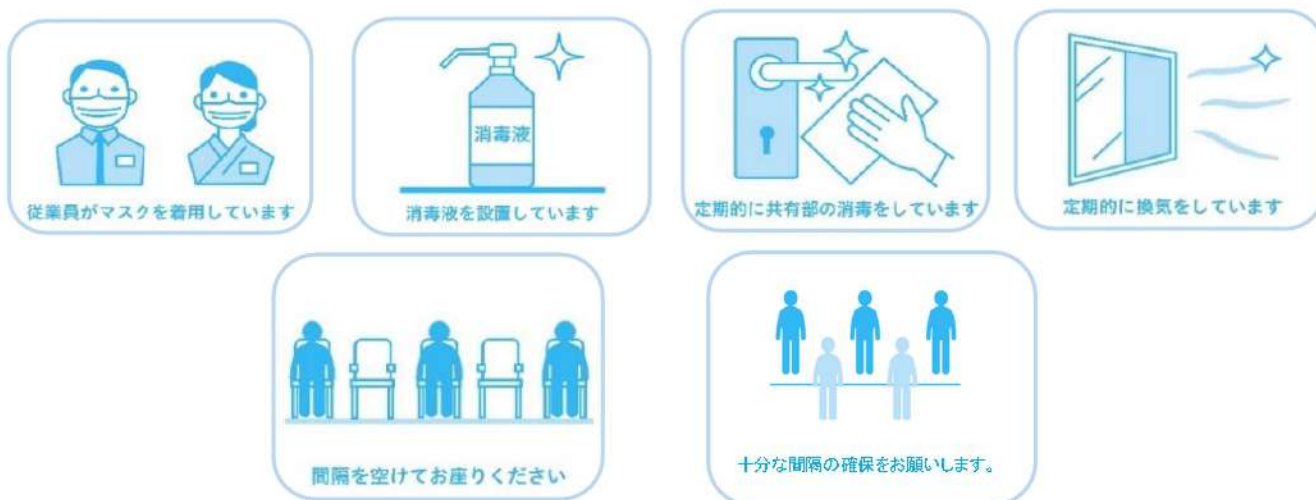 消毒液
従業員がマスクを着用しています
消毒液を設置しています
定期的に共有部の消毒をしています
定期的に換気をしています
間隔を空けてお座りください
十分な間隔の確保をお願いします。